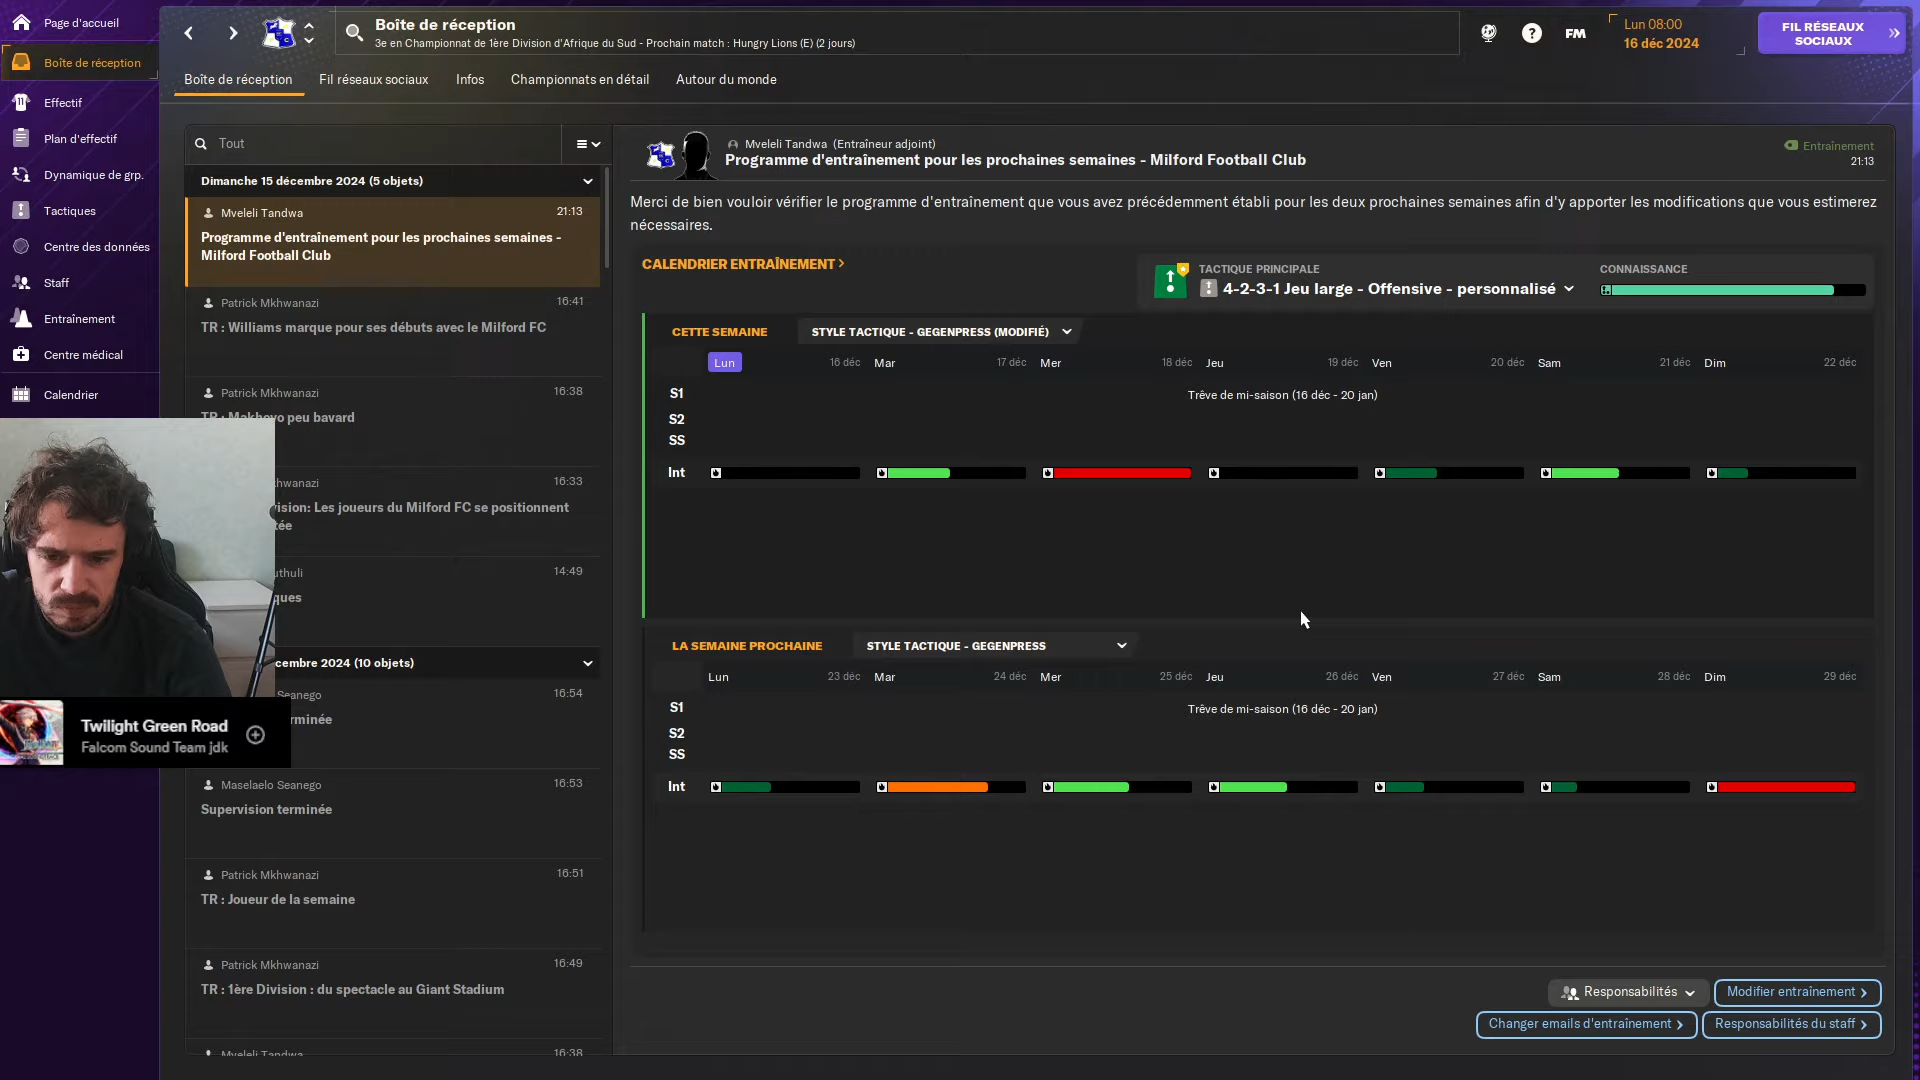 Page d'accueil
Boîte de réception
Effectif
Plan d'effectif
Dynamique de grp.
Tactiques
Centre des données
Staff
Entraînement
Centre médical
Calendrier
Boîte de réception
3e en Championnat de 1ère Division d'Afrique du Sud - Prochain match : Hungry Lions (E) (2 jours)
FM
Lun 08:00
16 déc 2024
FIL RÉSEAUX
SOCIAUX
Boîte de réception
Fil réseaux sociaux
Infos
Championnats en détail
Autour du monde
Tout
Dimanche 15 décembre 2024 (5 objets)
Mveleli Tandwa
21:13
Programme d'entraînement pour les prochaines semaines -
Milford Football Club
Patrick Mkhwanazi
16:41
TR : Williams marque pour ses débuts avec le Milford FC
Patrick Mkhwanazi
16:38
TR : Makhoyo peu bavard
hwanazi
16:33
ision: Les joueurs du Milford FC se positionnent
tée
uthuli
14:49
ques
cembre 2024 (10 objets)
Seanego
16:54
rminée
Maselaelo Seanego
16:53
Supervision terminée
Patrick Mkhwanazi
16:51
TR : Joueur de la semaine
Patrick Mkhwanazi
16:49
TR : 1ère Division : du spectacle au Giant Stadium
Mveleli Tandwa
16:38
Twilight Green Road
Falcom Sound Team jdk
Mveleli Tandwa (Entraîneur adjoint)
Programme d'entraînement pour les prochaines semaines - Milford Football Club
Entraînement
21:13
Merci de bien vouloir vérifier le programme d'entraînement que vous avez précédemment établi pour les deux prochaines semaines afin d'y apporter les modifications que vous estimerez
nécessaires.
CALENDRIER ENTRAÎNEMENT
TACTIQUE PRINCIPALE
4-2-3-1 Jeu large - Offensive - personnalisé
CONNAISSANCE
CETTE SEMAINE
STYLE TACTIQUE - GEGENPRESS (MODIFIÉ)
Lun 16 déc Mar 17 déc Mer 18 déc Jeu 19 déc Ven 20 déc Sam 21 déc Dim 22 déc
S1
Trêve de mi-saison (16 déc - 20 jan)
S2
SS
Int
LA SEMAINE PROCHAINE
STYLE TACTIQUE - GEGENPRESS
Lun 23 déc Mar 24 déc Mer 25 déc Jeu 26 déc Ven 27 déc Sam 28 déc Dim 29 déc
S1
Trêve de mi-saison (16 déc - 20 jan)
S2
SS
Int
Responsabilités
Modifier entraînement
Changer emails d'entraînement
Responsabilités du staff